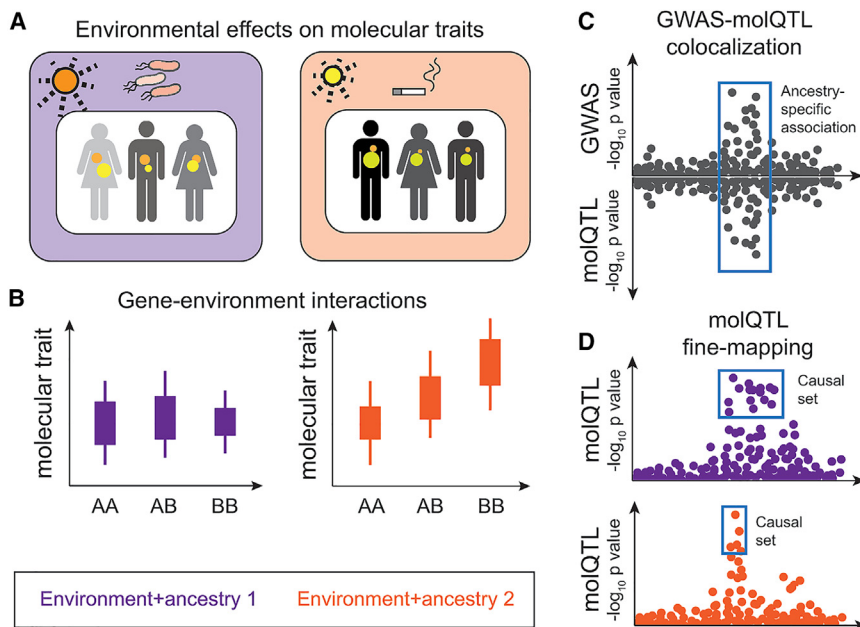 A
Environmental effects on molecular traits
B
Gene-environment interactions
molecular trait
AA AB BB
molecular trait
AA AB BB
Environment+ancestry 1 Environment+ancestry 2
C
GWAS-molQTL
colocalization
GWAS
-log10 p value
Ancestry-
specific
association
molQTL
-log10 p value
D
molQTL
fine-mapping
molQTL
-log10 p value
Causal
set
molQTL
-log10 p value
Causal
set